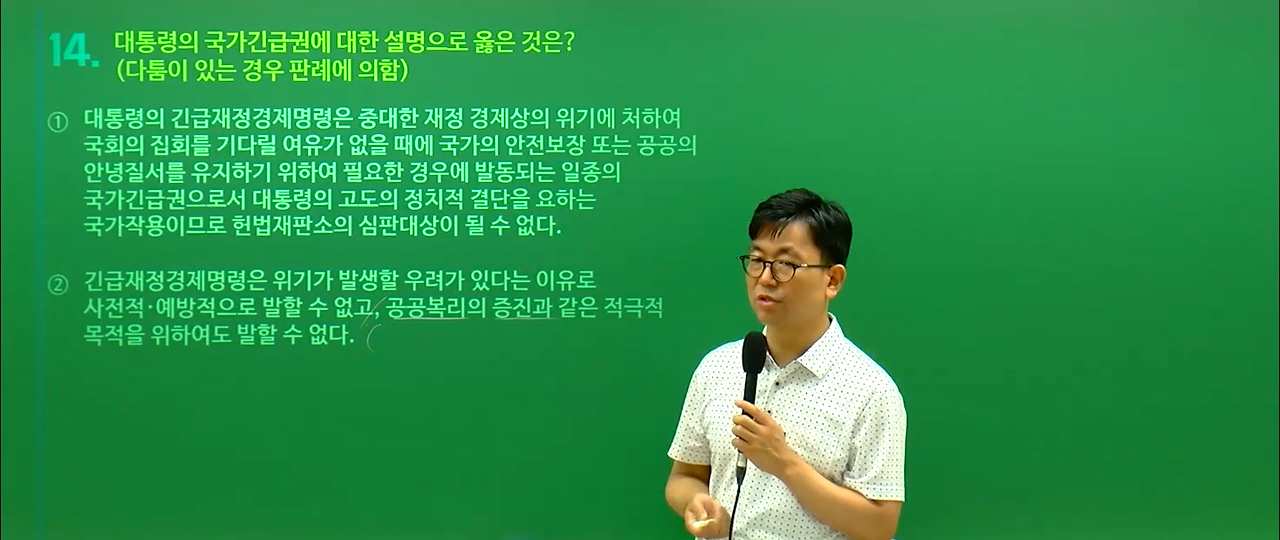 14. 대통령의 국가긴급권에 대한 설명으로 옳은 것은?
(다툼이 있는 경우 판례에 의함)
① 대통령의 긴급재정경제명령은 중대한 재정 경제상의 위기에 처하여
국회의 집회를 기다릴 여유가 없을 때에 국가의 안전보장 또는 공공의
안녕질서를 유지하기 위하여 필요한 경우에 발동되는 일종의
국가긴급권으로서 대통령의 고도의 정치적 결단을 요하는
국가작용이므로 헌법재판소의 심판대상이 될 수 없다.
② 긴급재정경제명령은 위기가 발생할 우려가 있다는 이유로
사전적·예방적으로 발할 수 없고, 공공복리의 증진과 같은 적극적
목적을 위하여도 발할 수 없다.